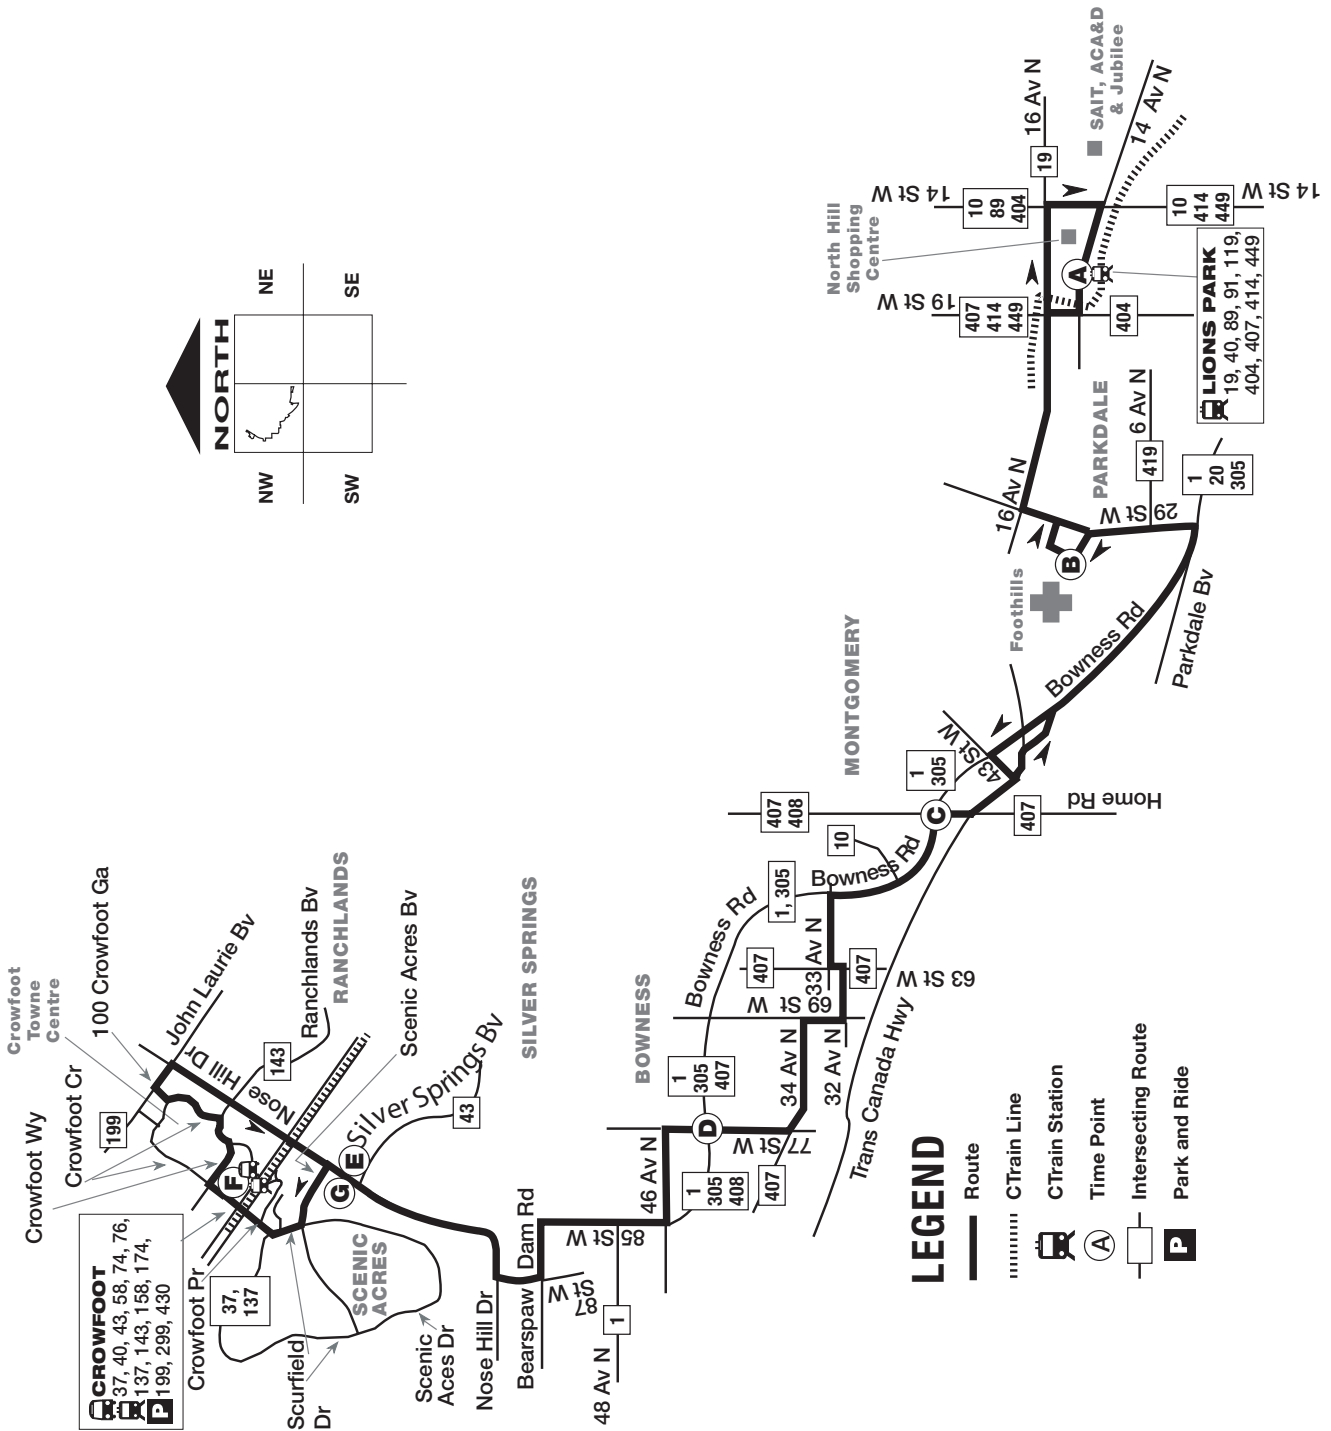 NORTH
NW
NE
SW
SE
CROWFOOT
37, 40, 43, 58, 74, 76,
137, 143, 158, 174,
199, 299, 430
P
Crowfoot Wy
Crowfoot Cr
Crowfoot
Towne
Centre
100 Crowfoot Ga
John Laurie Bv
199
Nose Hill Dr
143
Ranchlands Bv
RANCHLANDS
Scenic Acres Bv
F
E
G
Silver Springs Bv
43
SILVER SPRINGS
Crowfoot Pr
37,
137
Scurfield
Dr
SCENIC
ACRES
Scenic
Aces Dr
Nose Hill Dr
Bearspaw Dam Rd
87
St W
85 St W
48 Av N
1
46 Av N
BOWNESS
1
305
407
D
1
305
408
77 St W
407
34 Av N
32 Av N
69 St W
33 Av N
407
407
63 St W
Trans Canada Hwy
Bowness Rd
1, 305
Bowness Rd
10
407
408
C
1
305
407
Home Rd
MONTGOMERY
43 St W
Foothills
Bowness Rd
Parkdale Bv
B
29 St W
1
20
305
419
6 Av N
PARKDALE
16 Av N
19 St W
407
414
449
404
North Hill
Shopping
Centre
A
14 St W
10
89
404
19
16 Av N
SAIT, ACA&D
& Jubilee
14 Av N
10
414
449
14 St W
LIONS PARK
19, 40, 89, 91, 119,
404, 407, 414, 449
LEGEND
Route
CTrain Line
CTrain Station
A
Time Point
Intersecting Route
P
Park and Ride